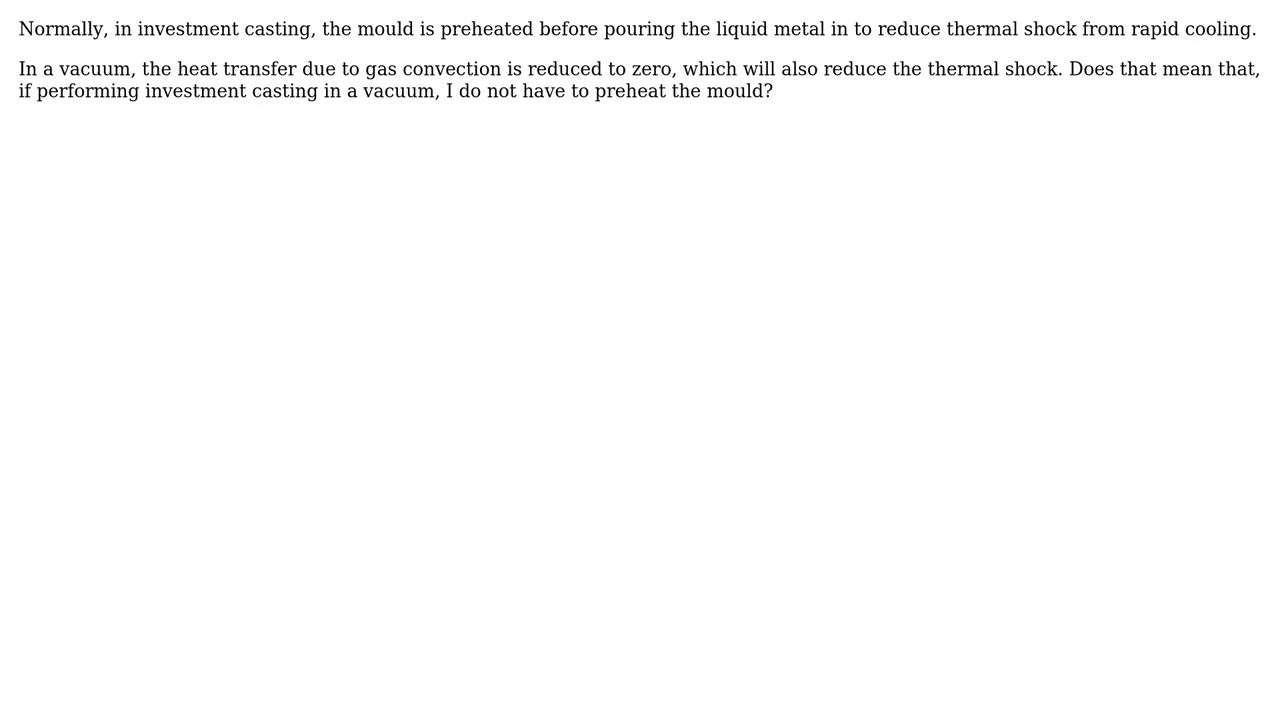 Normally, in investment casting, the mould is preheated before pouring the liquid metal in to reduce thermal shock from rapid cooling.
In a vacuum, the heat transfer due to gas convection is reduced to zero, which will also reduce the thermal shock. Does that mean that,
if performing investment casting in a vacuum, I do not have to preheat the mould?